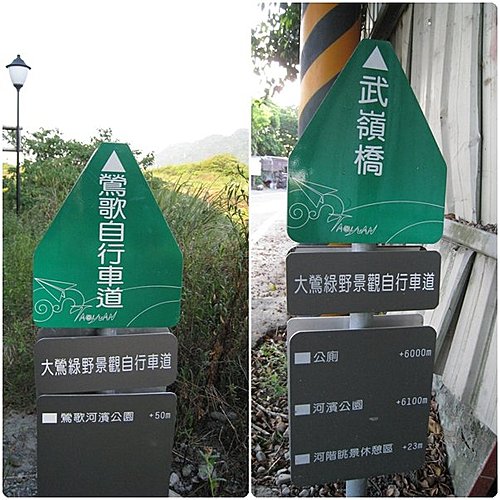 鶯歌自行車道
大鶯綠野景觀自行車道
鶯歌河濱公園 +50m
武嶺橋
大鶯綠野景觀自行車道
公廁 +6000m
河濱公園 +6100m
河階眺景休憩區 +23m